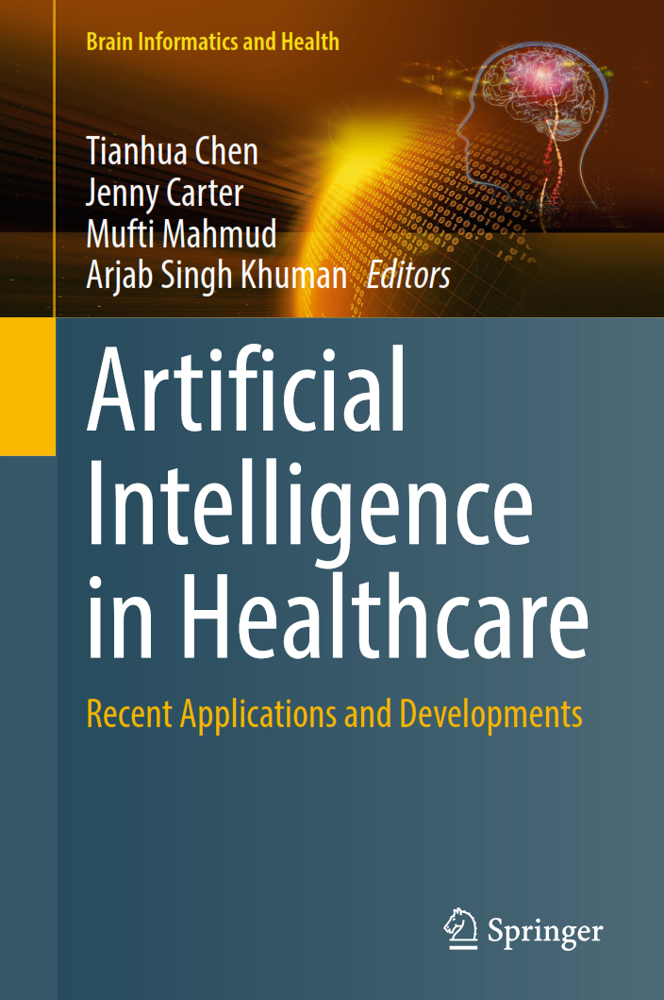 Brain Informatics and Health
Tianhua Chen
Jenny Carter
Mufti Mahmud
Arjab Singh Khuman Editors
Artificial
Intelligence
in Healthcare
Recent Applications and Developments
Springer